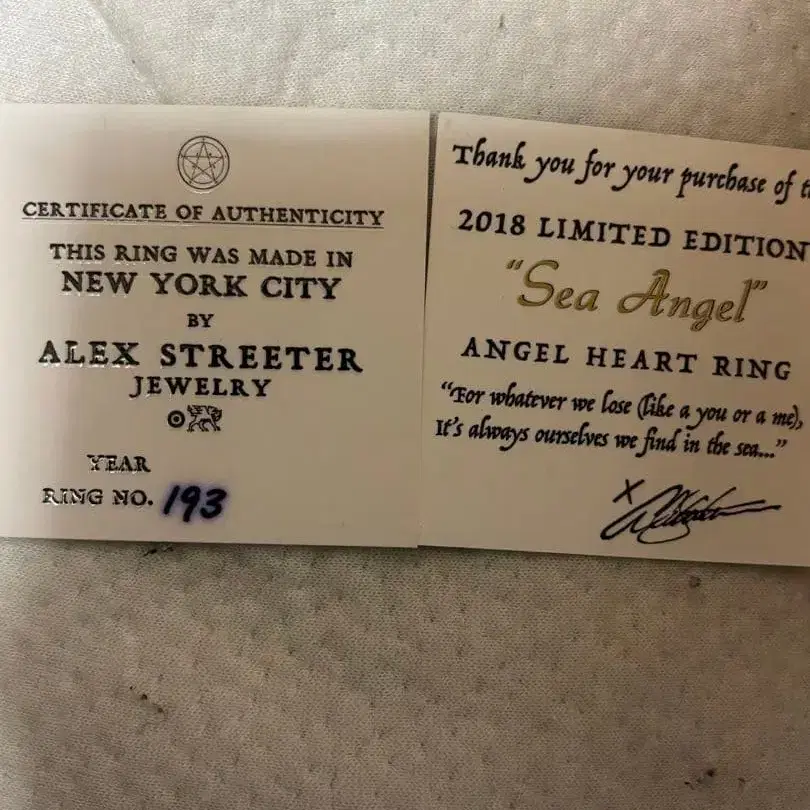 CERTIFICATE OF AUTHENTICITY
THIS RING WAS MADE IN
NEW YORK CITY
BY
ALEX STREETER
JEWELRY
YEAR
RING NO. 193
Thank you for your purchase of
2018 LIMITED EDITION
"Sea Angel"
ANGEL HEART RING
"For whatever we lose (like a you or a me),
It's always ourselves we find in the sea..."